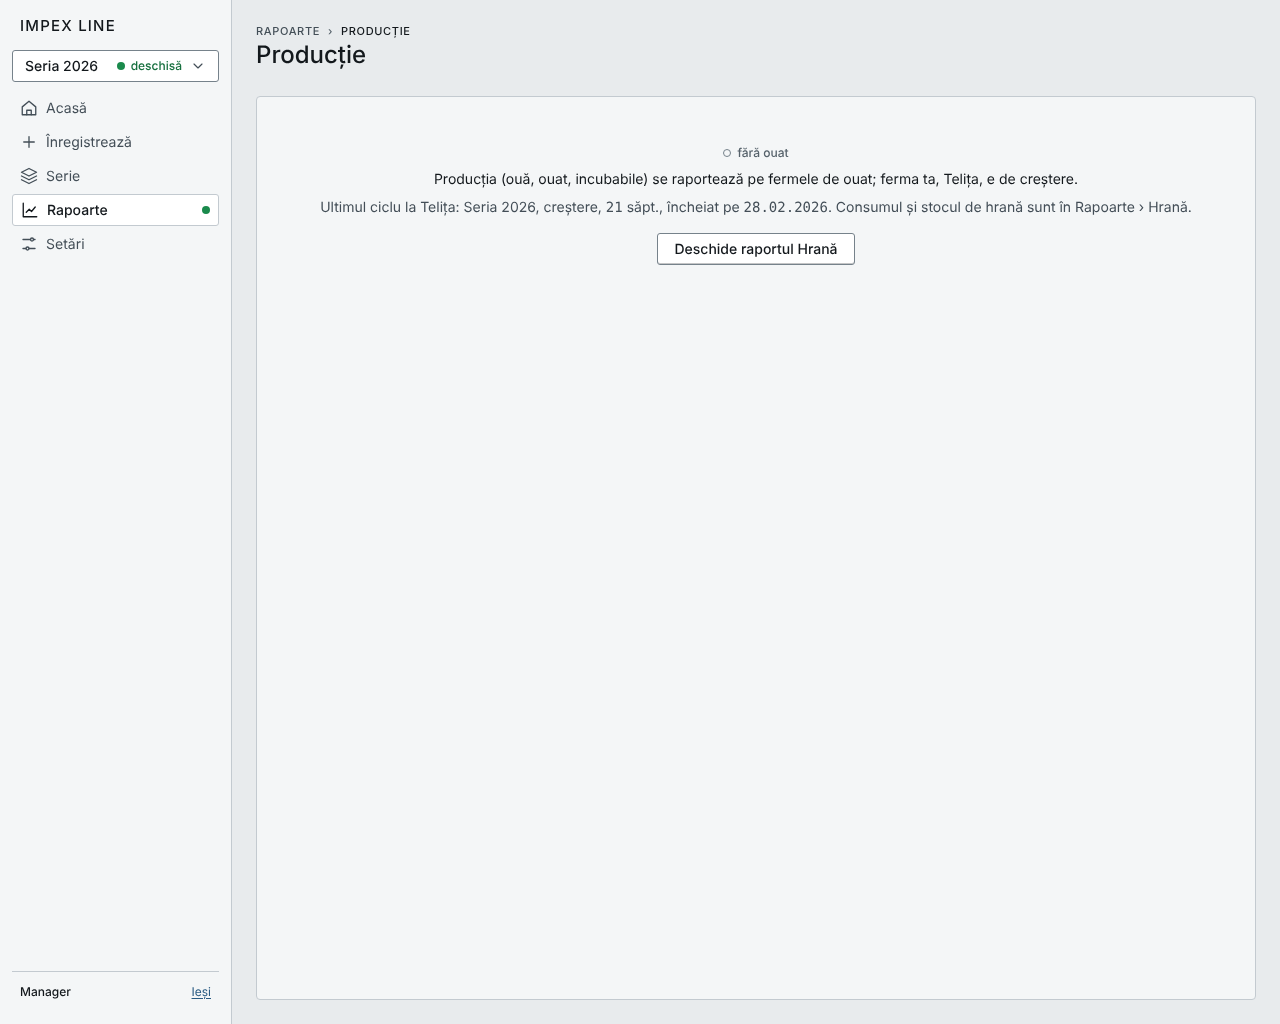 IMPEX LINE
Seria 2026 deschisă
Acasă
Înregistrează
Serie
Rapoarte
Setări
Manager Ieși
RAPOARTE › PRODUCȚIE
Producție
fără ouat
Producția (ouă, ouat, incubabile) se raportează pe fermele de ouat; ferma ta, Telița, e de creștere.
Ultimul ciclu la Telița: Seria 2026, creștere, 21 săpt., încheiat pe 28.02.2026. Consumul și stocul de hrană sunt în Rapoarte › Hrană.
Deschide raportul Hrană